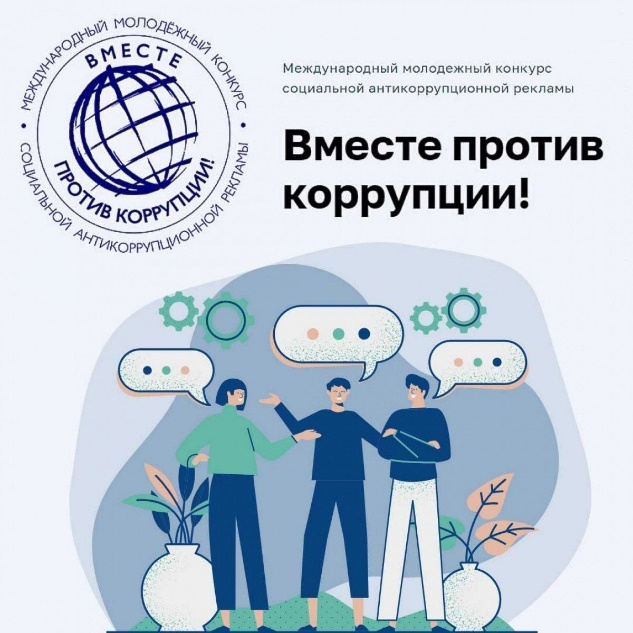 МЕЖДУНАРОДНЫЙ МОЛОДЁЖНЫЙ КОНКУРС
СОЦИАЛЬНОЙ АНТИКОРРУПЦИОННОЙ РЕКЛАМЫ
ВМЕСТЕ
ПРОТИВ КОРРУПЦИИ!
Международный молодежный конкурс
социальной антикоррупционной рекламы
Вместе против
коррупции!